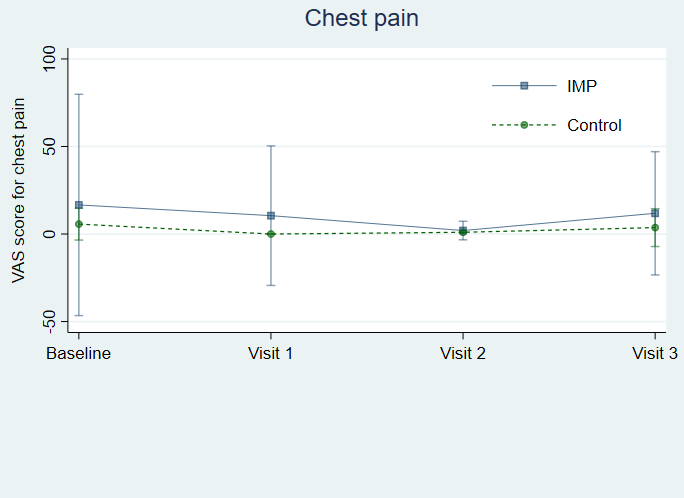 Chest pain
VAS score for chest pain
100
50
0
-50
IMP
Control
Baseline
Visit 1
Visit 2
Visit 3